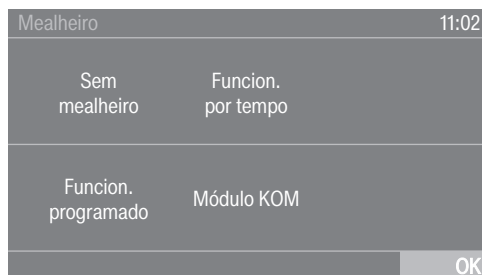 Mealheiro 11:02
Sem
mealheiro
Funcion.
por tempo
Funcion.
programado
Módulo KOM
OK